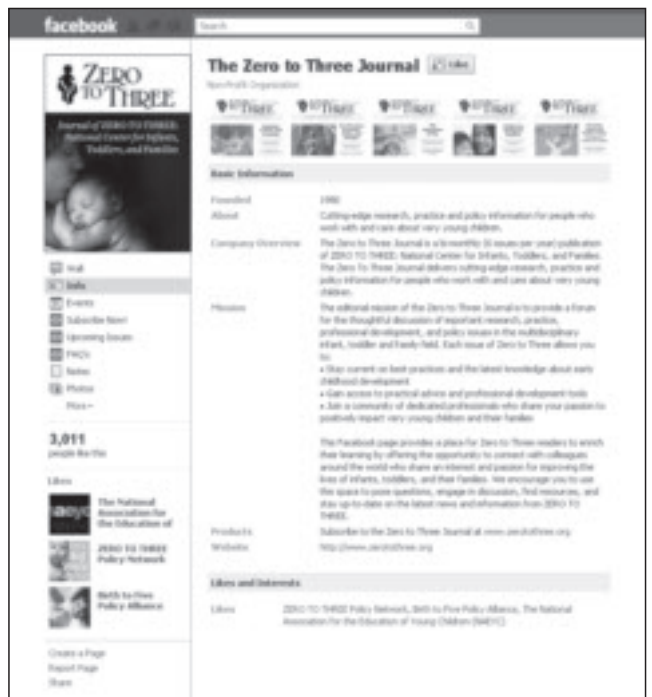 facebook
Search
ZERO
TO THREE
Journal of ZERO TO THREE:
National Center for Infants,
Toddlers, and Families
Wall
Info
Events
Subscribe Now!
Upcoming Issues
FAQ's
Notes
Photos
More
3,011
people like this
Likes
The National
Association for
the Education of
ZERO TO THREE
Policy Network
Birth to Five
Policy Alliance
Create a Page
Report Page
Share
The Zero to Three Journal Like
Non-Profit Organization
Basic Information
Founded 1980
About Cutting-edge research, practice and policy information for people who
work with and care about very young children.
Company Overview The Zero to Three Journal is a bi-monthly (6 issues per year) publication
of ZERO TO THREE: National Center for Infants, Toddlers, and Families.
The Zero to Three Journal delivers cutting edge research, practice and
policy information for people who work with and care about very young
children.
Mission The editorial mission of the Zero to Three Journal is to provide a forum
for the thoughtful discussion of important research, practice,
professional development, and policy issues in the multidisciplinary
infant, toddler and family field. Each issue of Zero to Three allows you
to:
• Stay current on best practices and the latest knowledge about early
childhood development
• Gain access to practical advice and professional development tools
• Join a community of dedicated professionals who share your passion to
positively impact very young children and their families
This Facebook page provides a place for Zero to Three readers to enrich
their learning by offering the opportunity to connect with colleagues
around the world who share an interest and passion for improving the
lives of infants, toddlers, and their families. We encourage you to use
this space to pose questions, engage in discussion, find resources, and
stay up-to-date on the latest news and information from ZERO TO
THREE.
Products Subscribe to the Zero to Three Journal at www.zerotothree.org
Website http://www.zerotothree.org
Likes and Interests
Likes ZERO TO THREE Policy Network, Birth to Five Policy Alliance, The National
Association for the Education of Young Children (NAEYC)